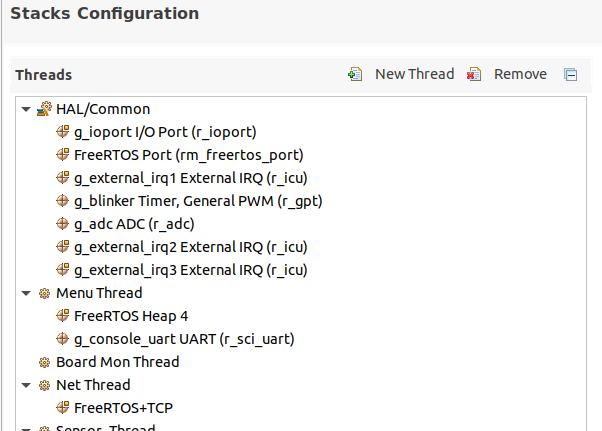 Stacks Configuration
Threads New Thread Remove
HAL/Common
g_ioport I/O Port (r_ioport)
FreeRTOS Port (rm_freertos_port)
g_external_irq1 External IRQ (r_icu)
g_blinker Timer, General PWM (r_gpt)
g_adc ADC (r_adc)
g_external_irq2 External IRQ (r_icu)
g_external_irq3 External IRQ (r_icu)
Menu Thread
FreeRTOS Heap 4
g_console_uart UART (r_sci_uart)
Board Mon Thread
Net Thread
FreeRTOS+TCP
Sensor_Thread